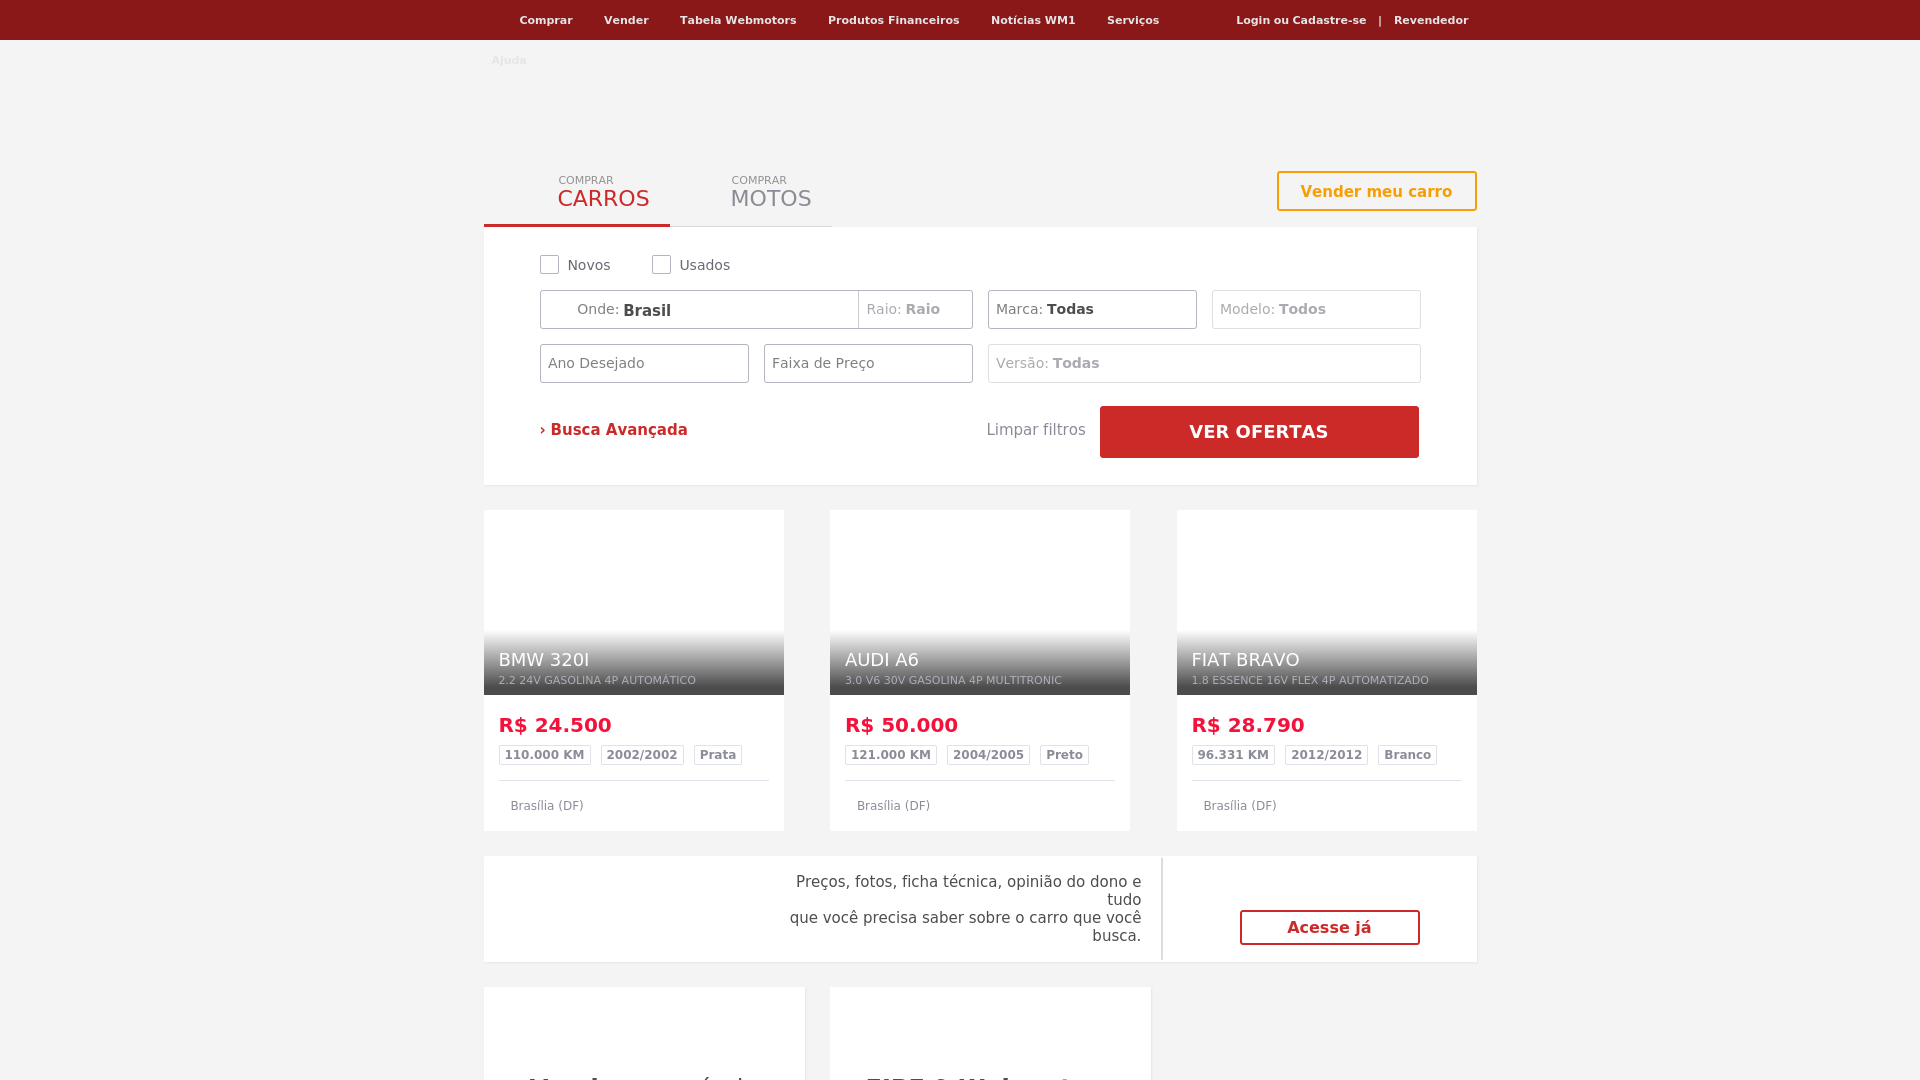 Comprar Vender Tabela Webmotors Produtos Financeiros Notícias WM1 Serviços Login ou Cadastre-se | Revendedor
Ajuda
COMPRAR
CARROS
COMPRAR
MOTOS
Vender meu carro
Novos Usados
Onde: Brasil Raio: Raio Marca: Todas Modelo: Todos
Ano Desejado Faixa de Preço Versão: Todas
› Busca Avançada Limpar filtros VER OFERTAS
BMW 320I
2.2 24V GASOLINA 4P AUTOMÁTICO
R$ 24.500
110.000 KM 2002/2002 Prata
Brasília (DF)
AUDI A6
3.0 V6 30V GASOLINA 4P MULTITRONIC
R$ 50.000
121.000 KM 2004/2005 Preto
Brasília (DF)
FIAT BRAVO
1.8 ESSENCE 16V FLEX 4P AUTOMATIZADO
R$ 28.790
96.331 KM 2012/2012 Branco
Brasília (DF)
Preços, fotos, ficha técnica, opinião do dono e
tudo
que você precisa saber sobre o carro que você
busca.
Acesse já